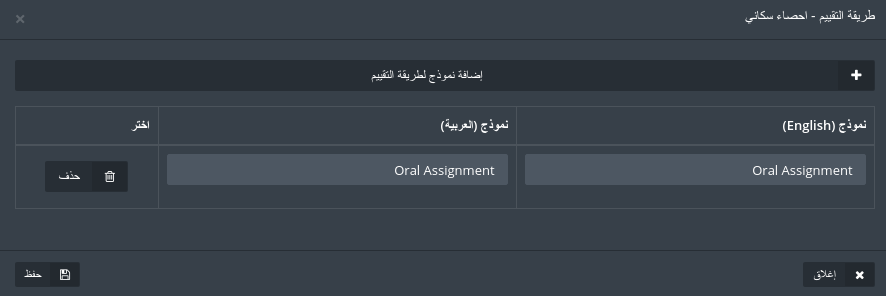 طريقة التقييم - احصاء سكاني
إضافة نموذج لطريقة التقييم
نموذج (English)
نموذج (العربية)
اختر
Oral Assignment
Oral Assignment
حذف
إغلاق
حفظ